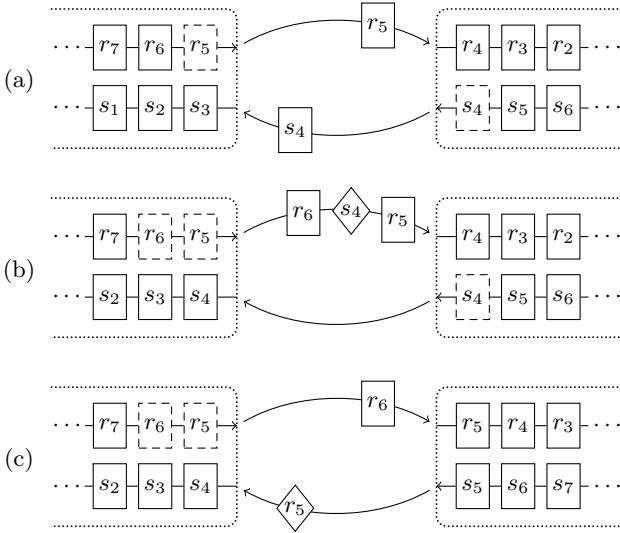 r₅
··· r₇ r₆ r₅ r₄ r₃ r₂ ···
(a)
··· s₁ s₂ s₃ s₄ s₅ s₆ ···
s₄
r₆ s₄ r₅
··· r₇ r₆ r₅ r₄ r₃ r₂ ···
(b)
··· s₂ s₃ s₄ s₄ s₅ s₆ ···
r₆
··· r₇ r₆ r₅ r₅ r₄ r₃ ···
(c)
··· s₂ s₃ s₄ s₅ s₆ s₇ ···
r₅